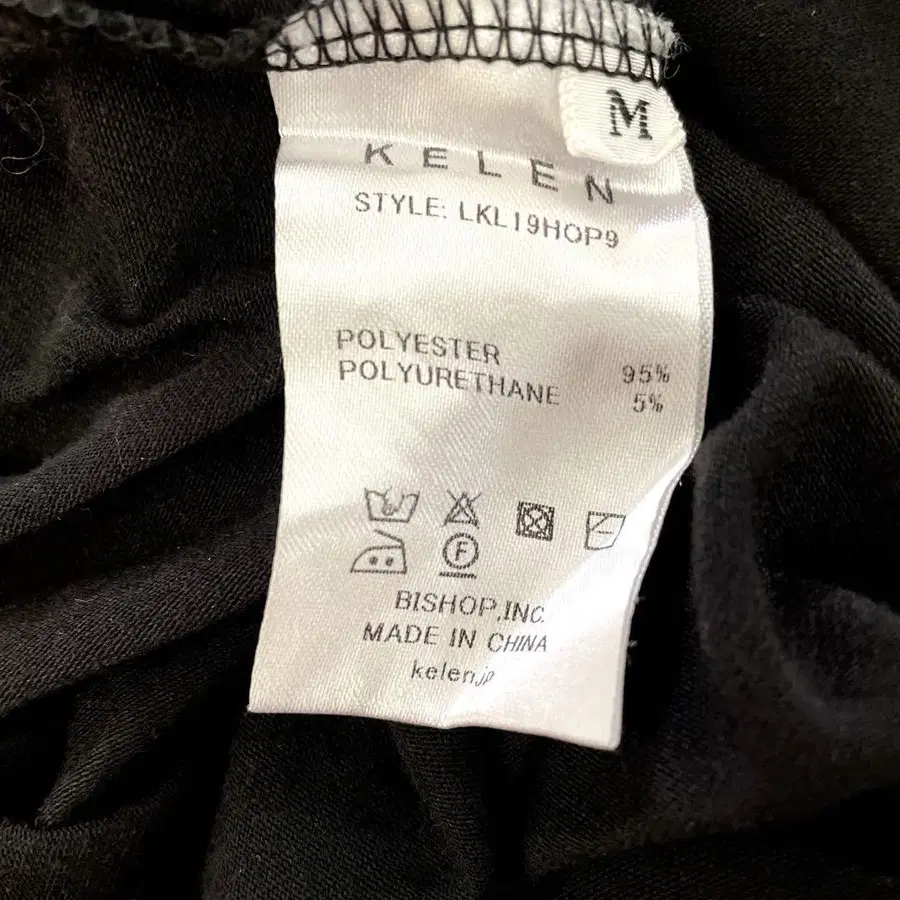 M
KELEN
STYLE: LKL19HOP9
POLYESTER 95%
POLYURETHANE 5%
F
BISHOP,INC.
MADE IN CHINA
kelen.jp